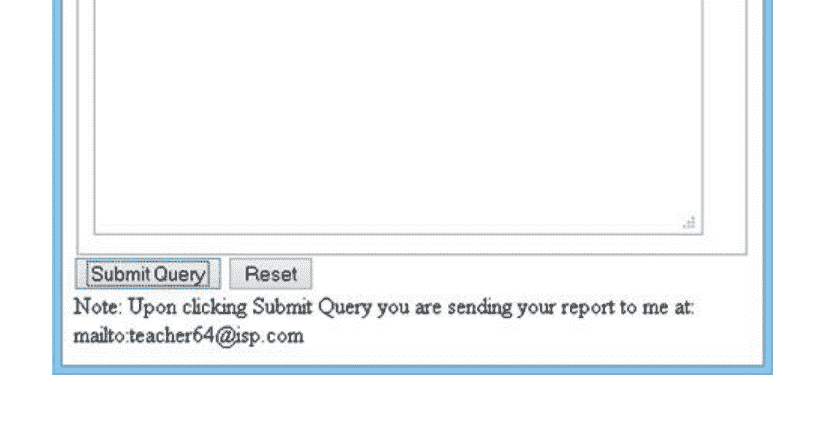 Submit Query Reset
Note: Upon clicking Submit Query you are sending your report to me at:
mailto:teacher64@isp.com